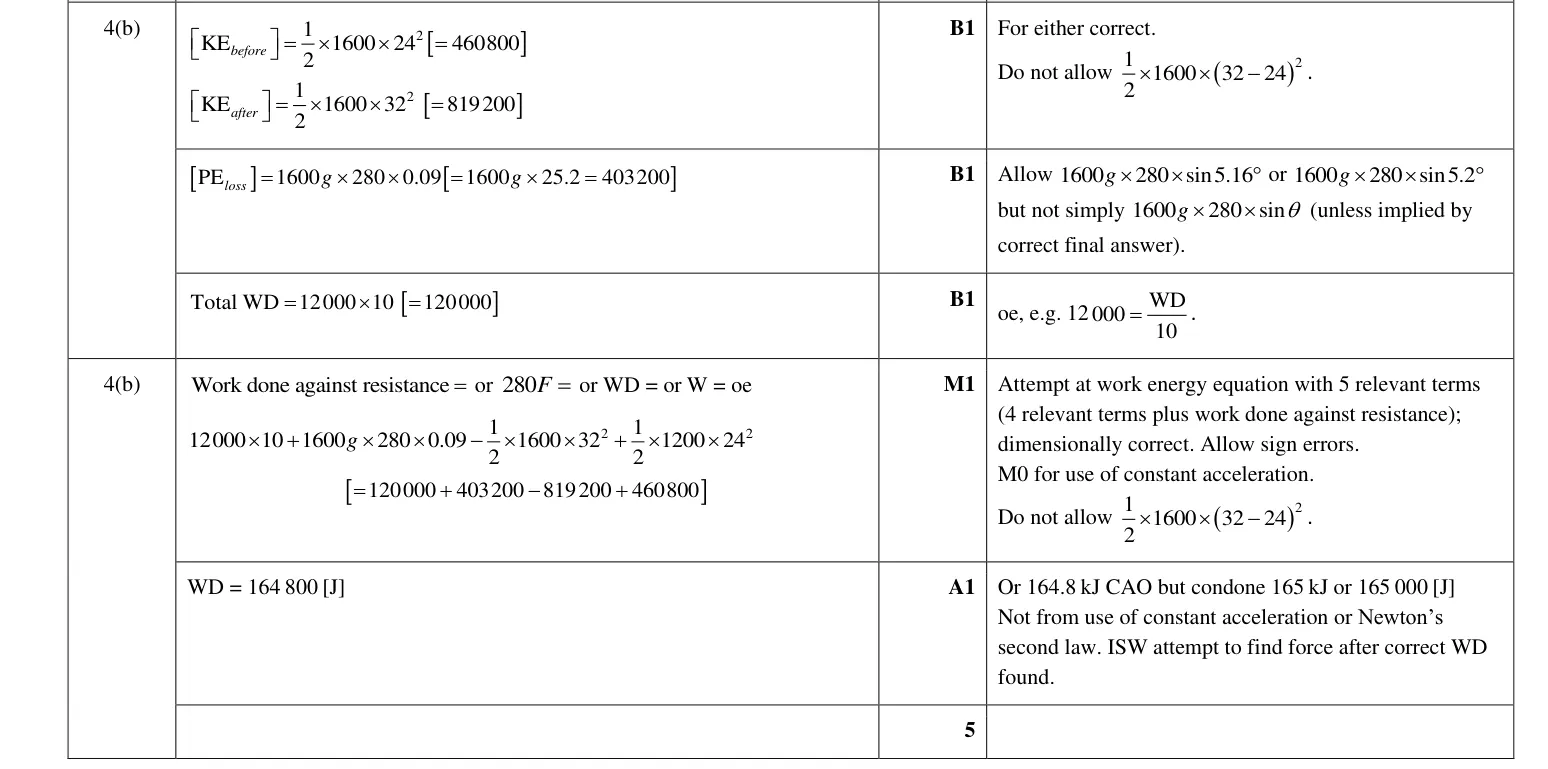 4(b)
[KE_before] = 1/2 × 1600 × 24² [= 460800]
[KE_after] = 1/2 × 1600 × 32² [= 819200]
B1
For either correct.
Do not allow 1/2 × 1600 × (32 − 24)² .
[PE_loss] = 1600g × 280 × 0.09 [= 1600g × 25.2 = 403200]
B1
Allow 1600g × 280 × sin 5.16° or 1600g × 280 × sin 5.2°
but not simply 1600g × 280 × sin θ (unless implied by
correct final answer).
Total WD = 12000 × 10 [= 120000]
B1
oe, e.g. 12 000 = WD/10 .
4(b)
Work done against resistance = or 280F = or WD = or W = oe
12000 × 10 + 1600g × 280 × 0.09 − 1/2 × 1600 × 32² + 1/2 × 1200 × 24²
[= 120000 + 403200 − 819200 + 460800]
M1
Attempt at work energy equation with 5 relevant terms
(4 relevant terms plus work done against resistance);
dimensionally correct. Allow sign errors.
M0 for use of constant acceleration.
Do not allow 1/2 × 1600 × (32 − 24)² .
WD = 164 800 [J]
A1
Or 164.8 kJ CAO but condone 165 kJ or 165 000 [J]
Not from use of constant acceleration or Newton’s
second law. ISW attempt to find force after correct WD
found.
5